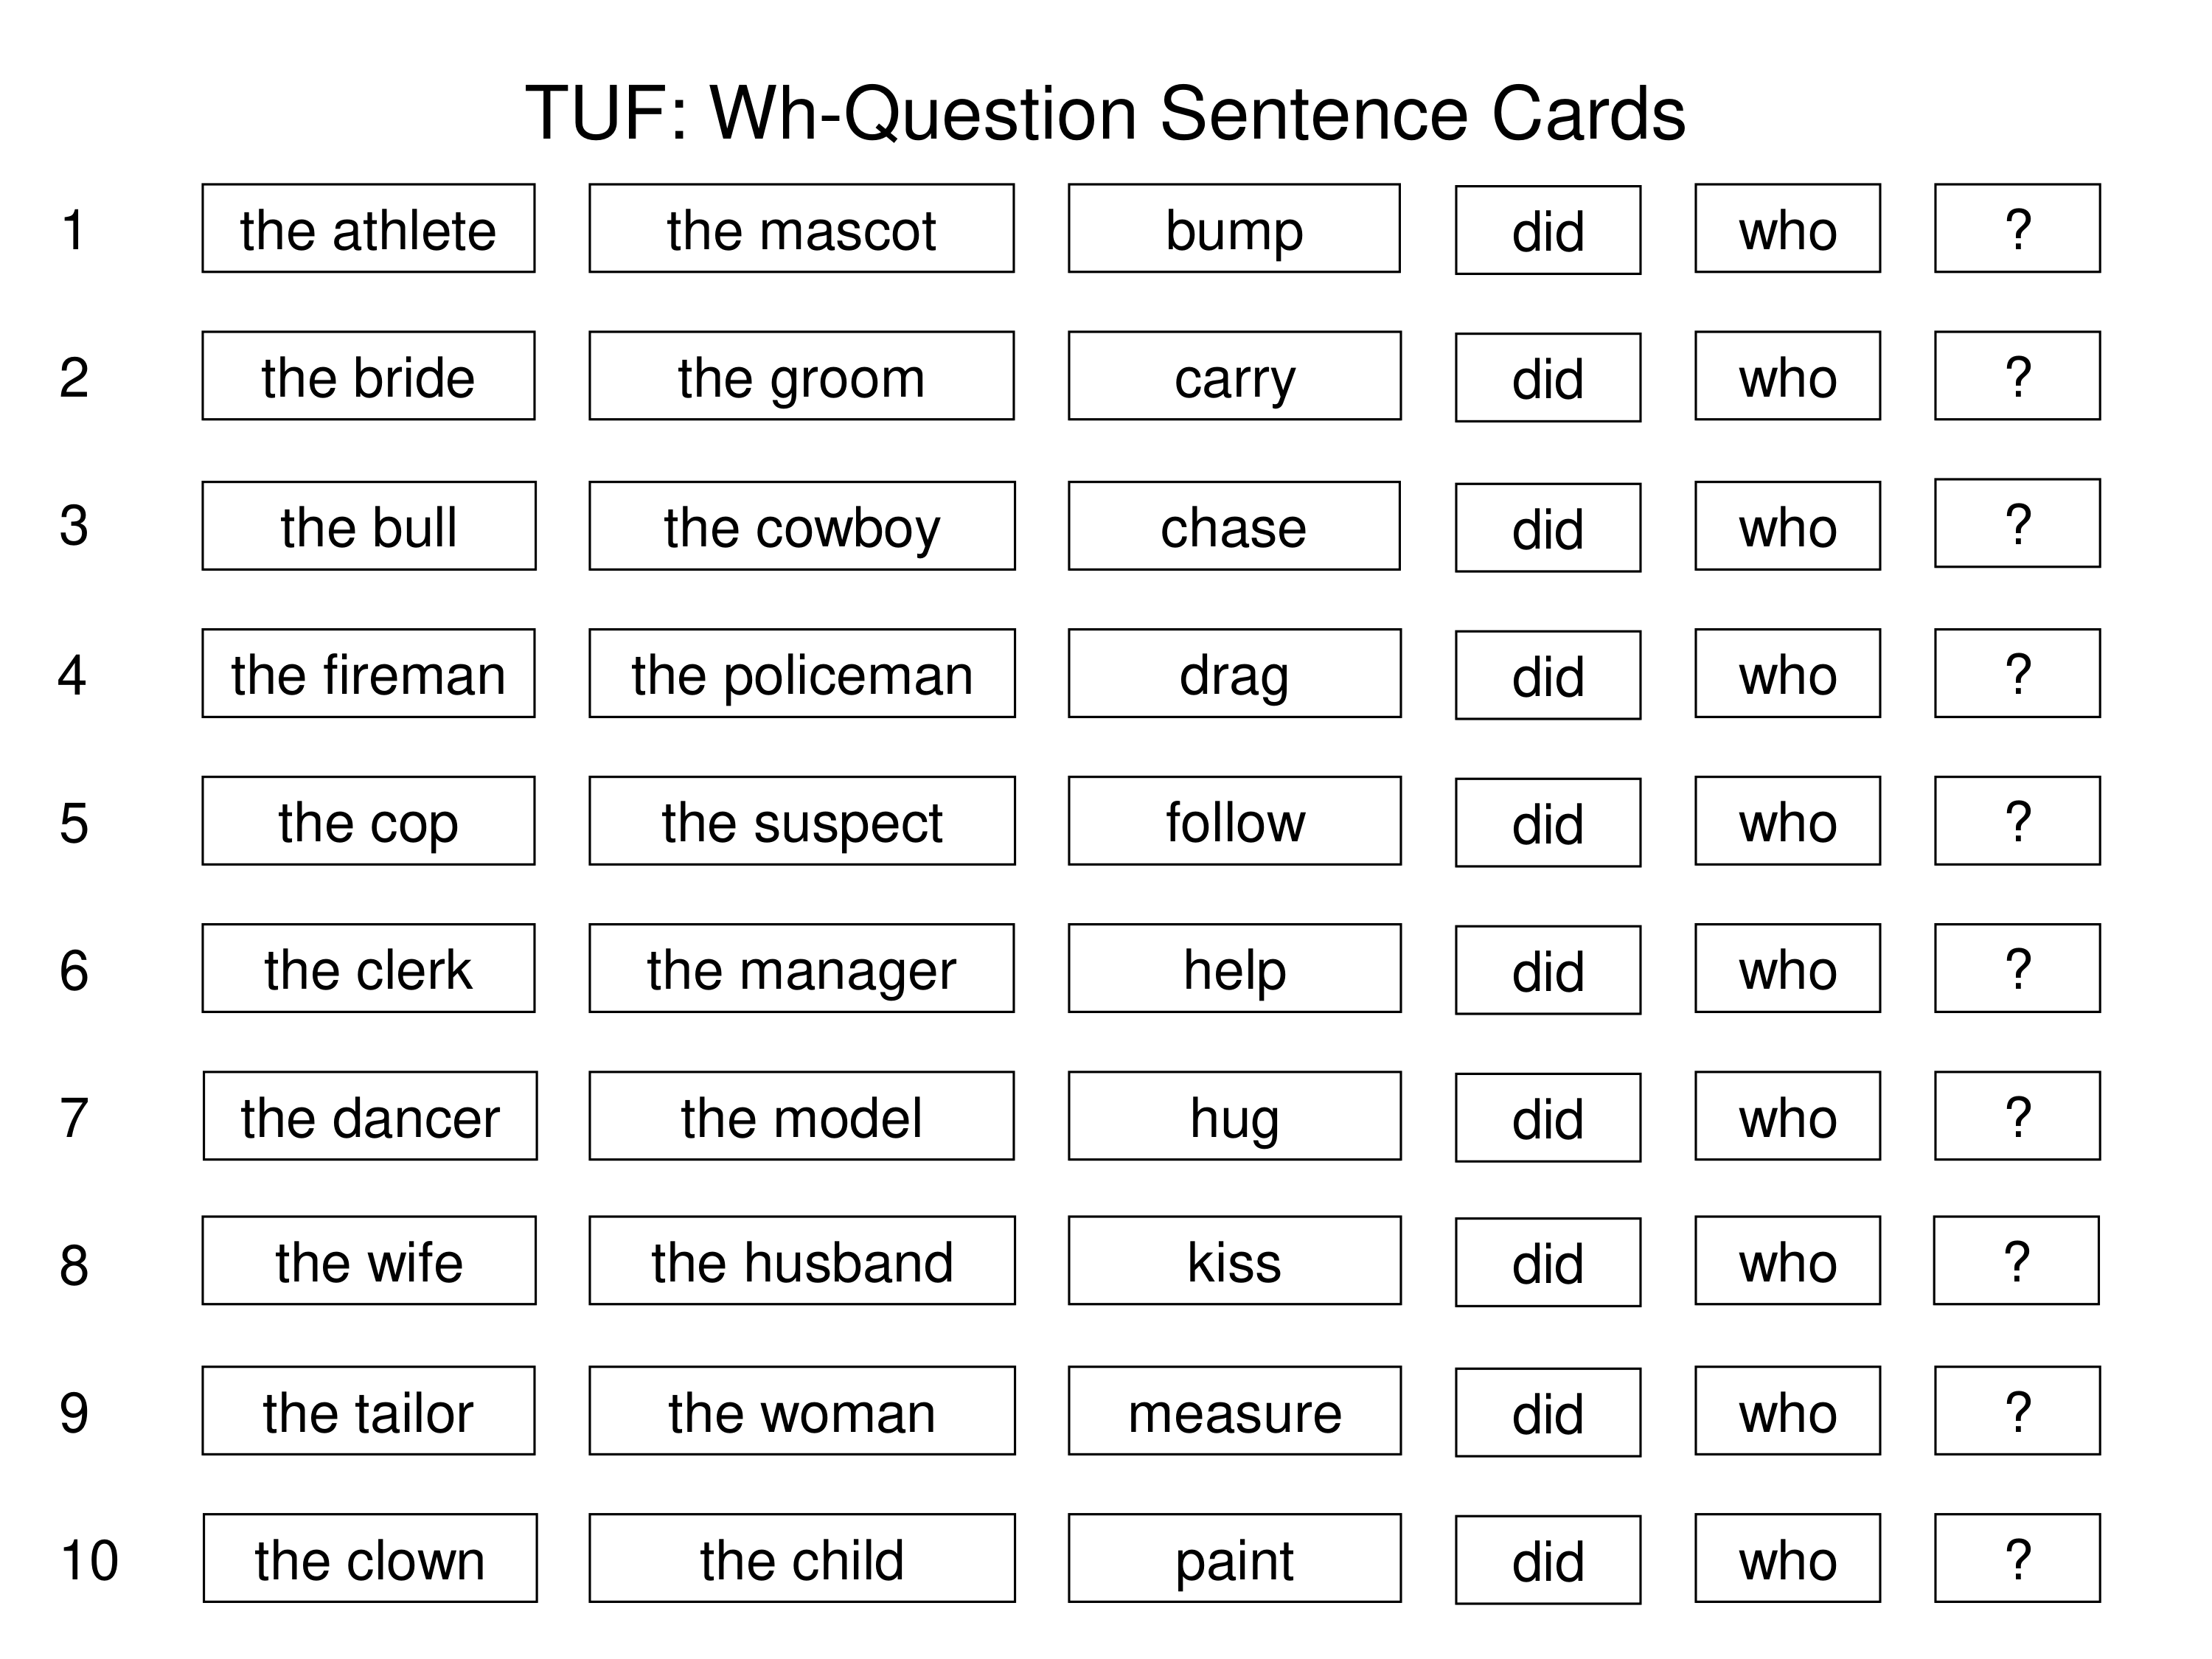 TUF: Wh-Question Sentence Cards
1 the athlete the mascot bump did who ?
2 the bride the groom carry did who ?
3 the bull the cowboy chase did who ?
4 the fireman the policeman drag did who ?
5 the cop the suspect follow did who ?
6 the clerk the manager help did who ?
7 the dancer the model hug did who ?
8 the wife the husband kiss did who ?
9 the tailor the woman measure did who ?
10 the clown the child paint did who ?